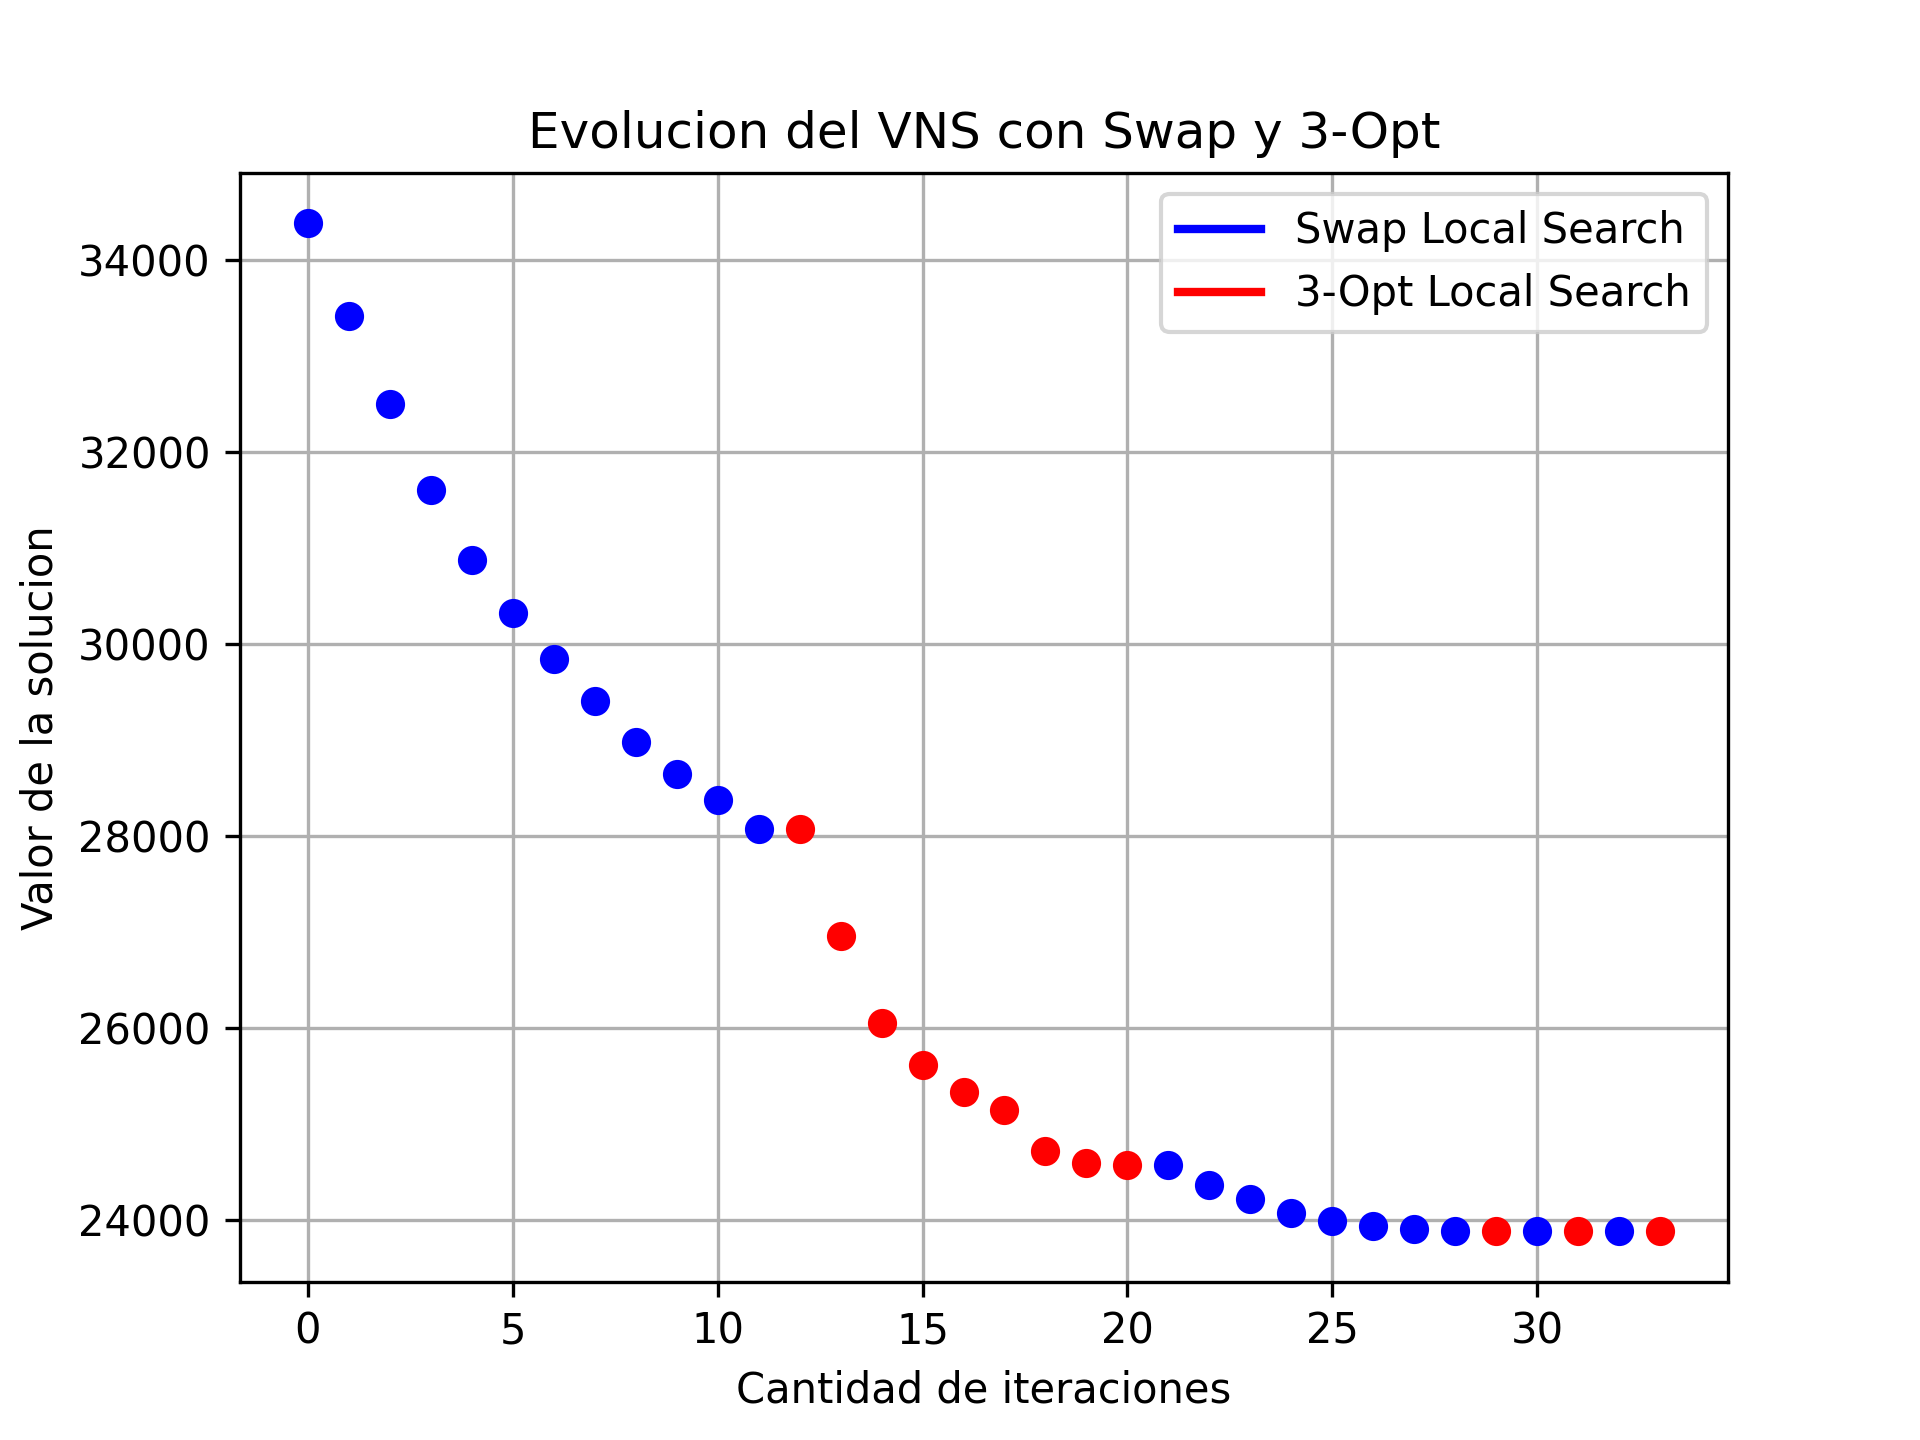 Evolucion del VNS con Swap y 3-Opt
Swap Local Search
3-Opt Local Search
Valor de la solucion
34000
32000
30000
28000
26000
24000
0 5 10 15 20 25 30
Cantidad de iteraciones